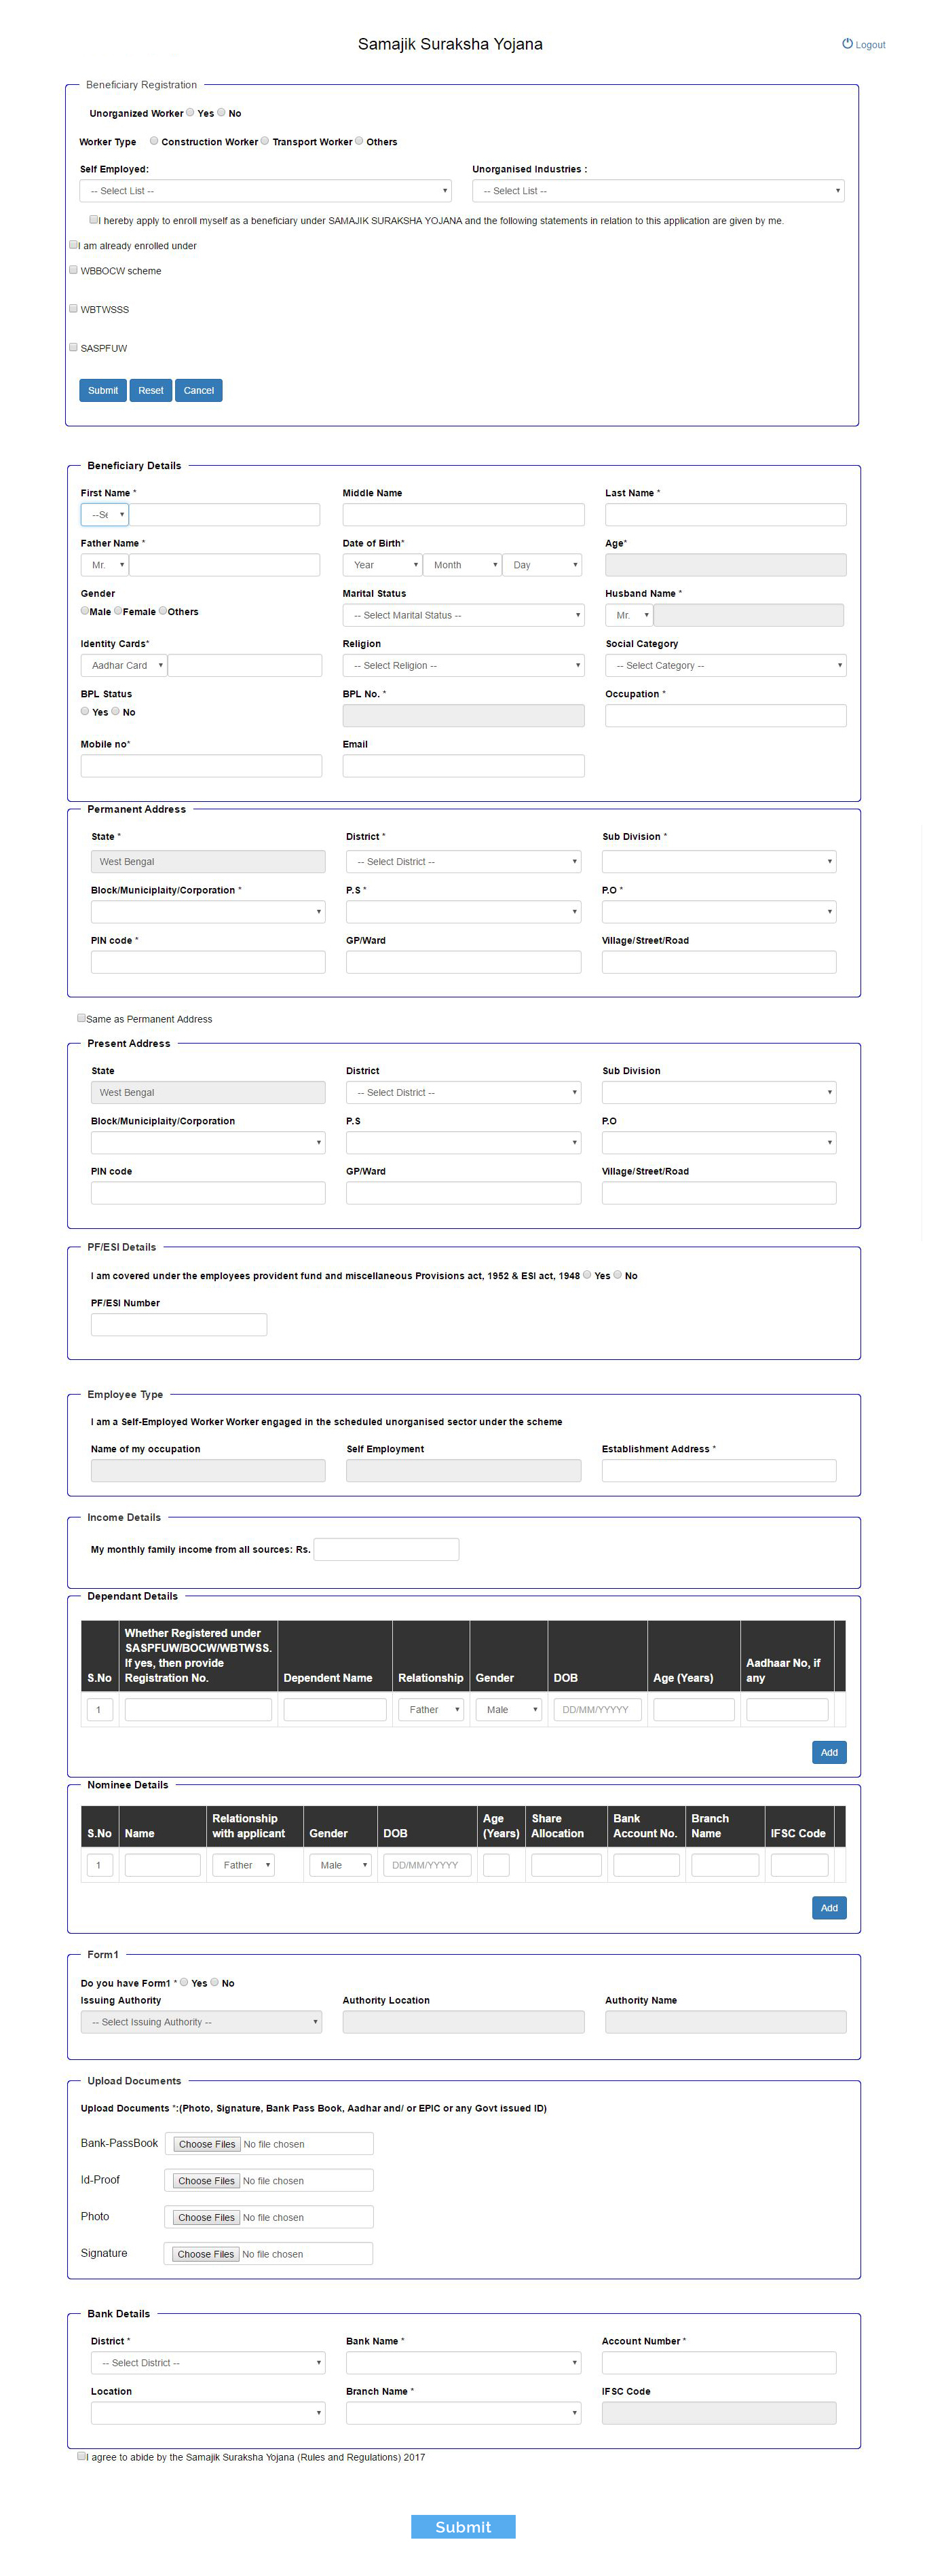 Samajik Suraksha Yojana
Logout
Beneficiary Registration
Unorganized Worker Yes No
Worker Type Construction Worker Transport Worker Others
Self Employed: Unorganised Industries :
-- Select List -- -- Select List --
I hereby apply to enroll myself as a beneficiary under SAMAJIK SURAKSHA YOJANA and the following statements in relation to this application are given by me.
I am already enrolled under
WBBOCW scheme
WBTWSSS
SASPFUW
Submit Reset Cancel
Beneficiary Details
First Name * Middle Name Last Name *
--Se
Father Name * Date of Birth* Age*
Mr. Year Month Day
Gender Marital Status Husband Name *
Male Female Others -- Select Marital Status -- Mr.
Identity Cards* Religion Social Category
Aadhar Card -- Select Religion -- -- Select Category --
BPL Status BPL No. * Occupation *
Yes No
Mobile no* Email
Permanent Address
State * District * Sub Division *
West Bengal -- Select District --
Block/Municiplaity/Corporation * P.S * P.O *
PIN code * GP/Ward Village/Street/Road
Same as Permanent Address
Present Address
State District Sub Division
West Bengal -- Select District --
Block/Municiplaity/Corporation P.S P.O
PIN code GP/Ward Village/Street/Road
PF/ESI Details
I am covered under the employees provident fund and miscellaneous Provisions act, 1952 & ESI act, 1948 Yes No
PF/ESI Number
Employee Type
I am a Self-Employed Worker Worker engaged in the scheduled unorganised sector under the scheme
Name of my occupation Self Employment Establishment Address *
Income Details
My monthly family income from all sources: Rs.
Dependant Details
Whether Registered under
SASPFUW/BOCW/WBTWSS.
If yes, then provide Aadhaar No, if
S.No Registration No. Dependent Name Relationship Gender DOB Age (Years) any
1 Father Male DD/MM/YYYYY
Add
Nominee Details
Relationship Age Share Bank Branch
S.No Name with applicant Gender DOB (Years) Allocation Account No. Name IFSC Code
1 Father Male DD/MM/YYYYY
Add
Form1
Do you have Form1 * Yes No
Issuing Authority Authority Location Authority Name
-- Select Issuing Authority --
Upload Documents
Upload Documents *:(Photo, Signature, Bank Pass Book, Aadhar and/ or EPIC or any Govt issued ID)
Bank-PassBook Choose Files No file chosen
Id-Proof Choose Files No file chosen
Photo Choose Files No file chosen
Signature Choose Files No file chosen
Bank Details
District * Bank Name * Account Number *
-- Select District --
Location Branch Name * IFSC Code
I agree to abide by the Samajik Suraksha Yojana (Rules and Regulations) 2017
Submit